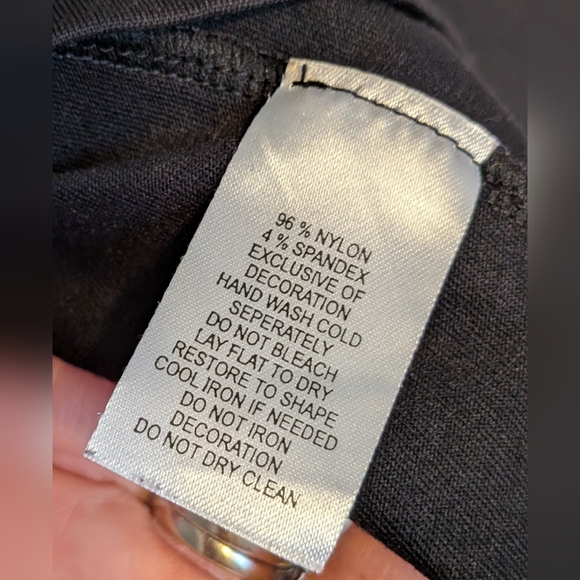 96 % NYLON
4 % SPANDEX
EXCLUSIVE OF
DECORATION
HAND WASH COLD
SEPERATELY
DO NOT BLEACH
LAY FLAT TO DRY
RESTORE TO SHAPE
COOL IRON IF NEEDED
DO NOT IRON
DECORATION
DO NOT DRY CLEAN